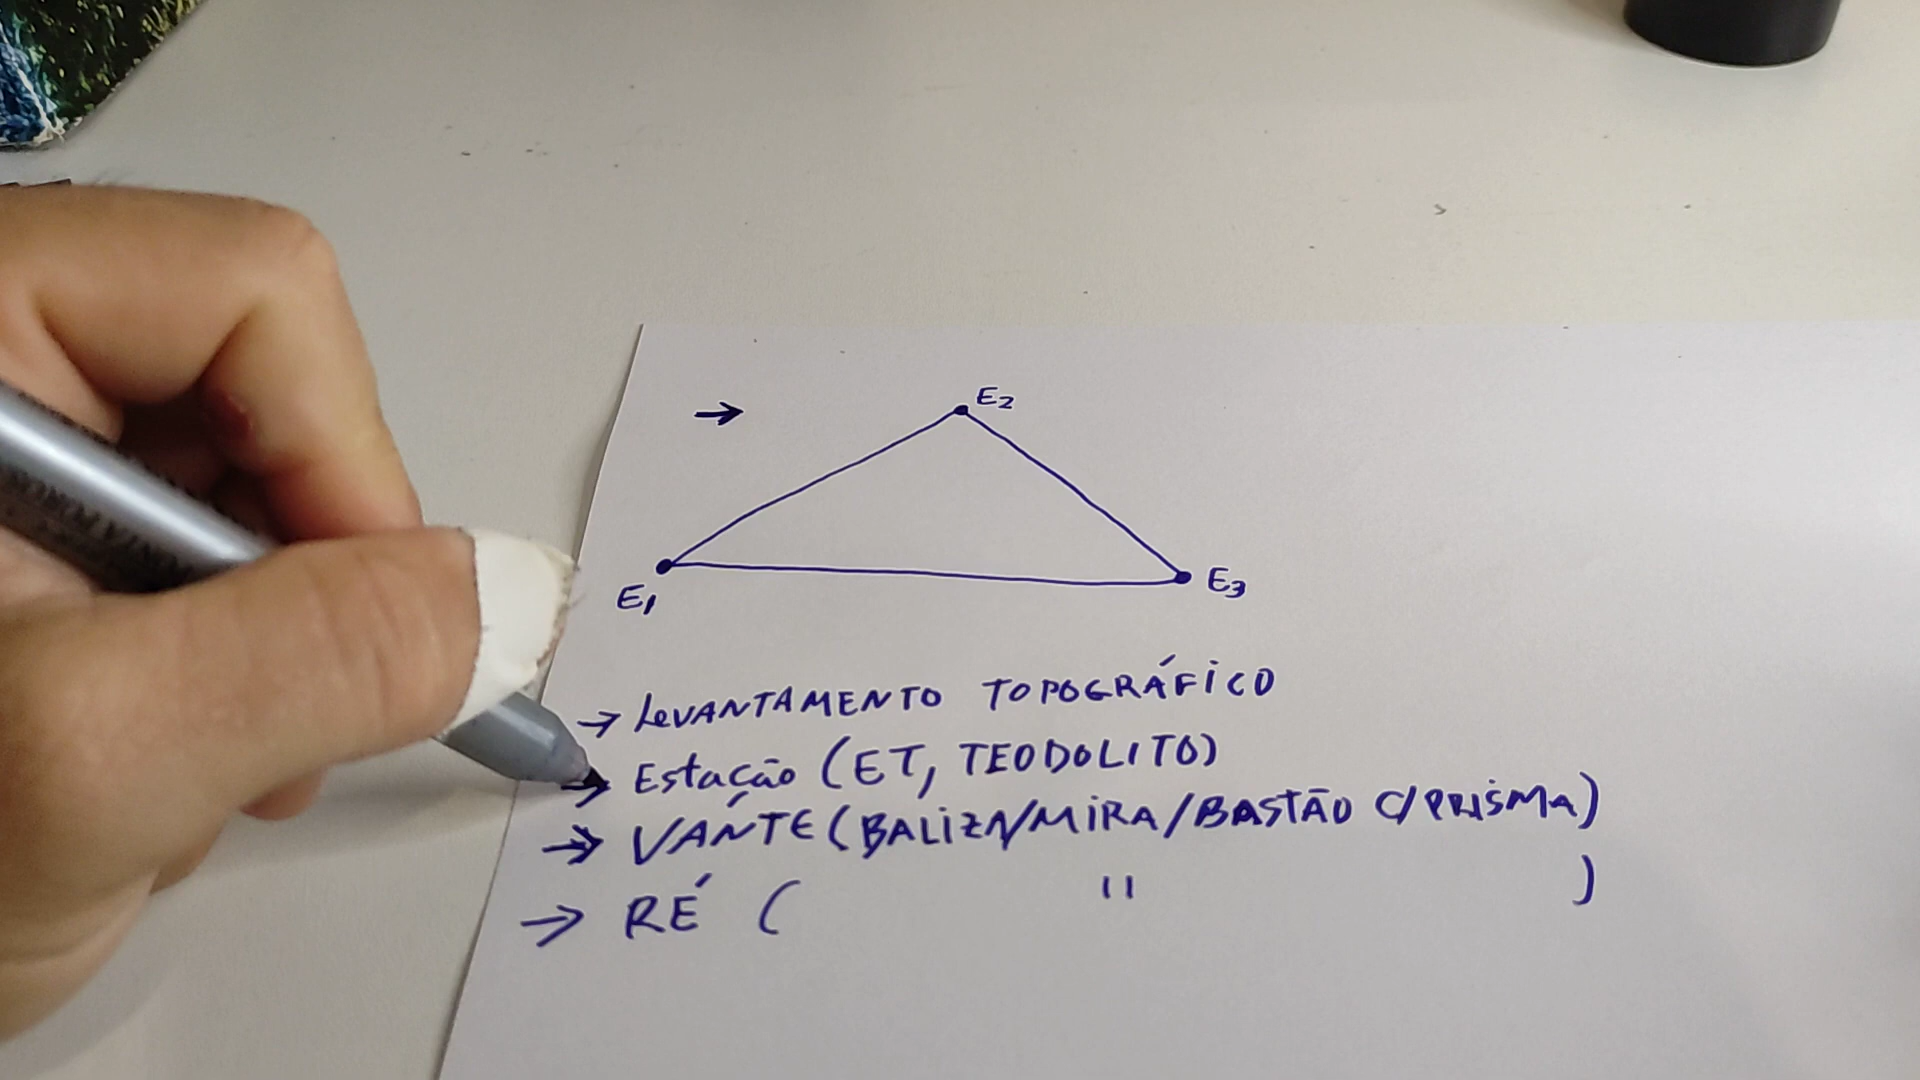 → E2
E1 E3
→ LEVANTAMENTO TOPOGRÁFICO
→ Estação (ET, TEODOLITO)
→ VANTE (BALIZA/MIRA/BASTÃO C/PRISMA)
→ RÉ ( " )